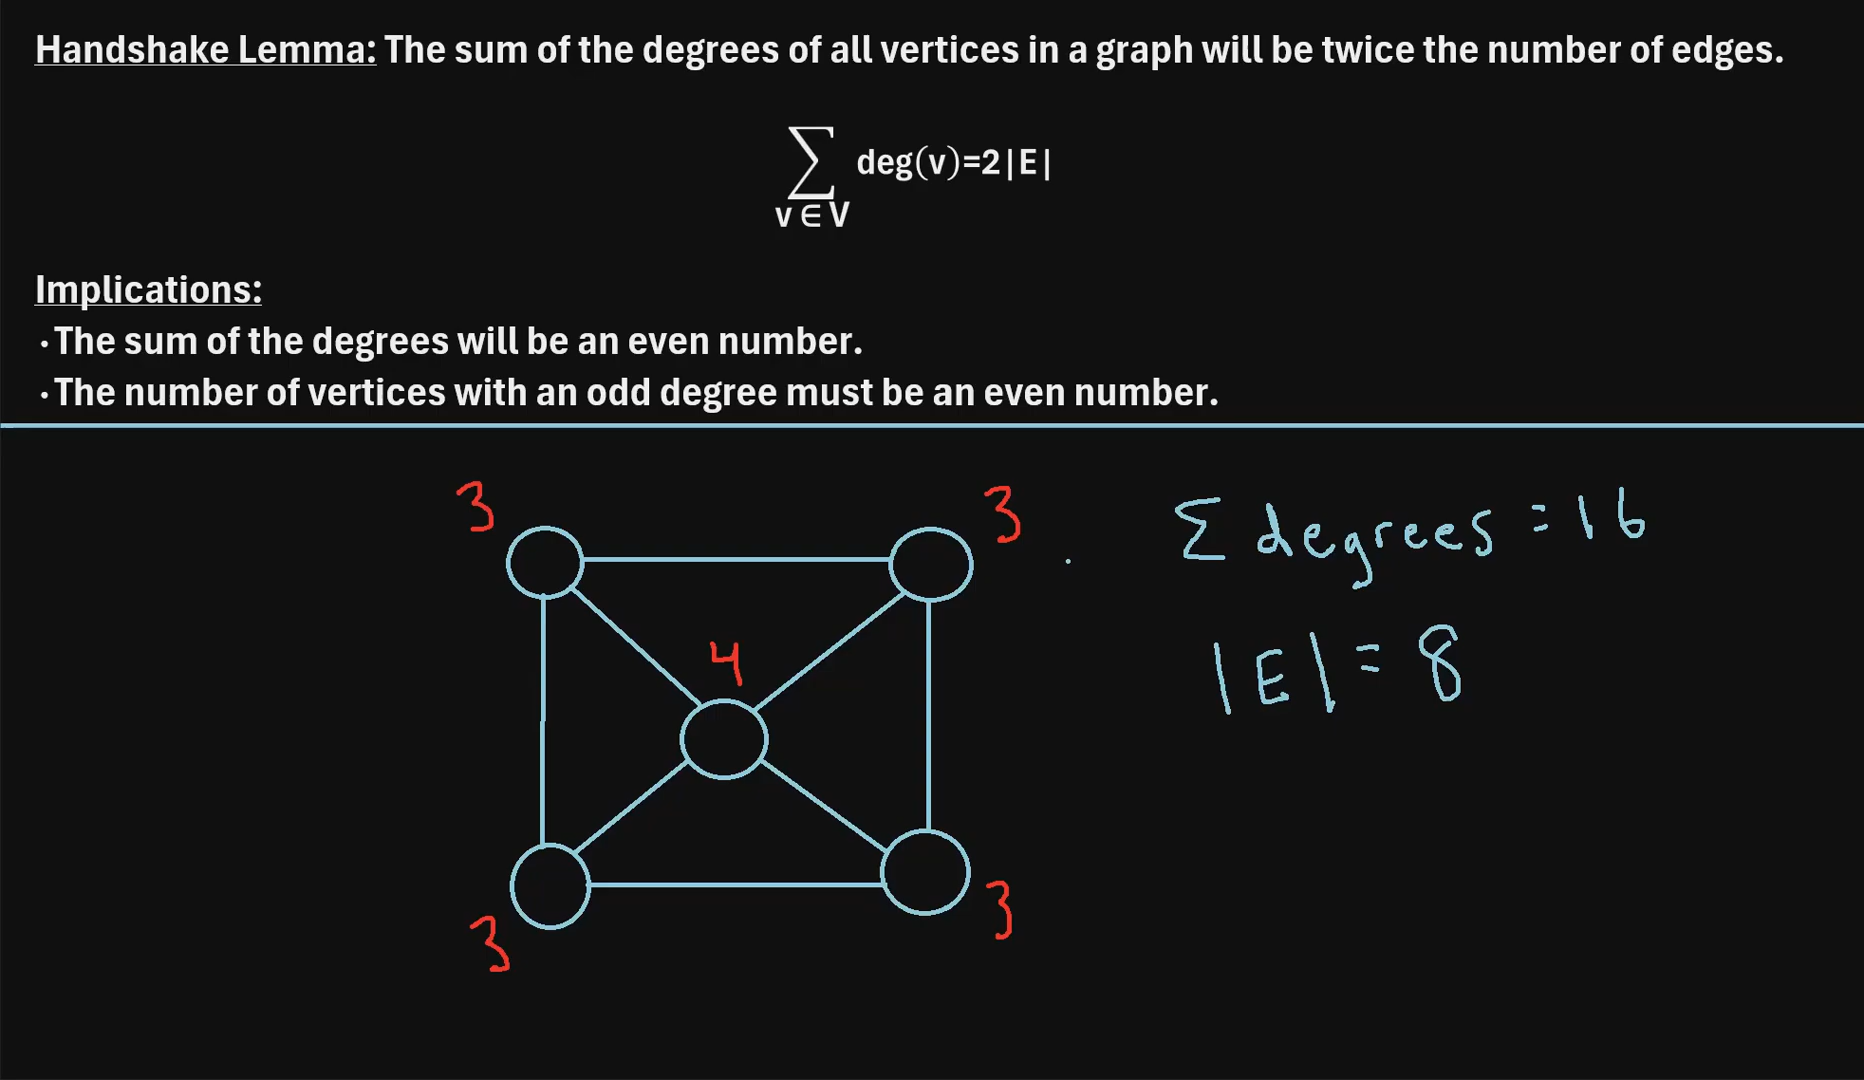 Handshake Lemma: The sum of the degrees of all vertices in a graph will be twice the number of edges.
∑ deg(v)=2|E|
v ∈ V
Implications:
·The sum of the degrees will be an even number.
·The number of vertices with an odd degree must be an even number.
3 3 Σ degrees = 16
4 |E| = 8
3 3